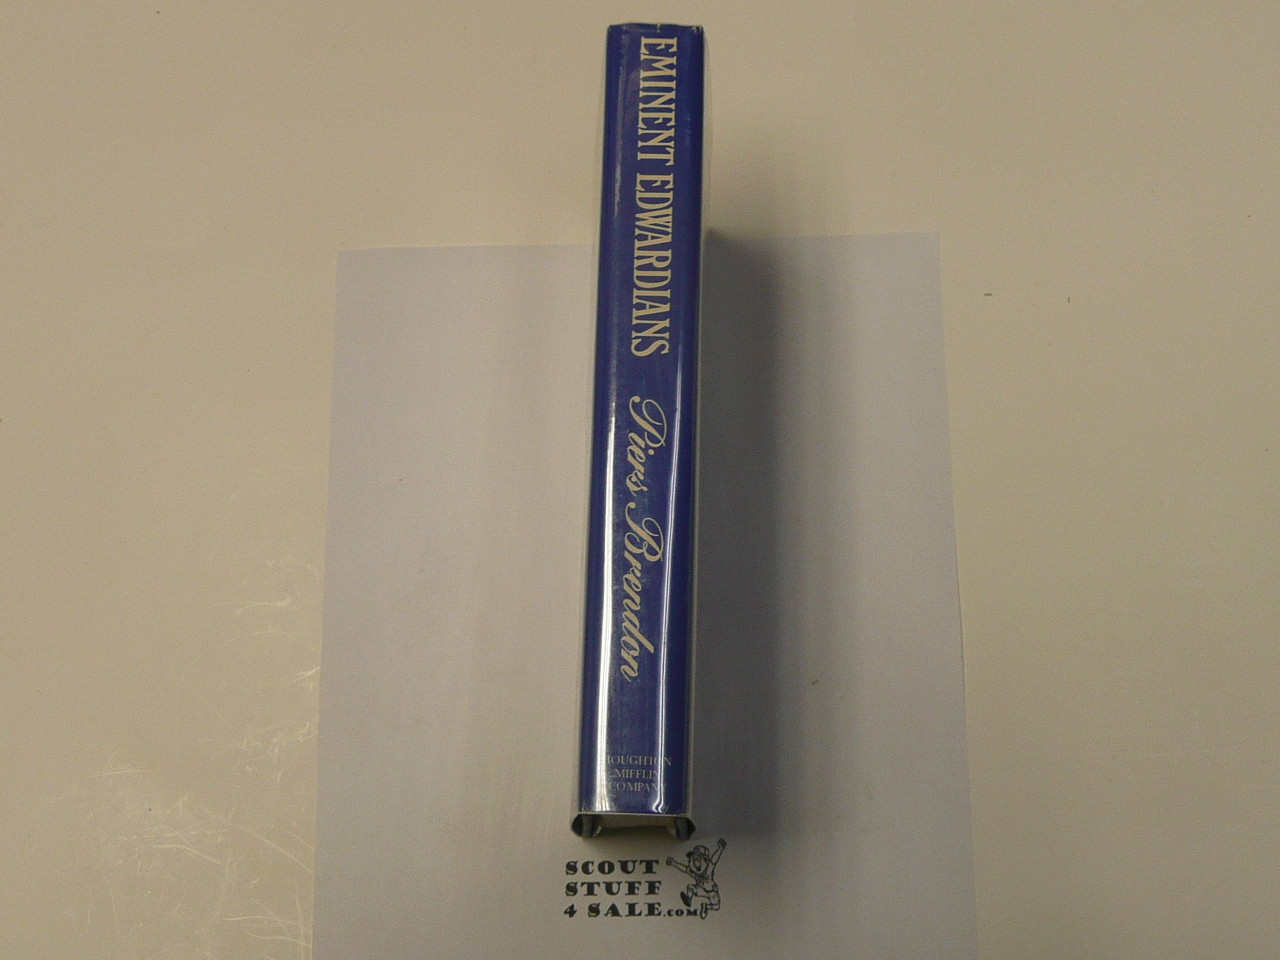 EMINENT EDWARDIANS
Piers Brendon
HOUGHTON
MIFFLIN
COMPANY
SCOUT
STUFF
4 SALE.COM